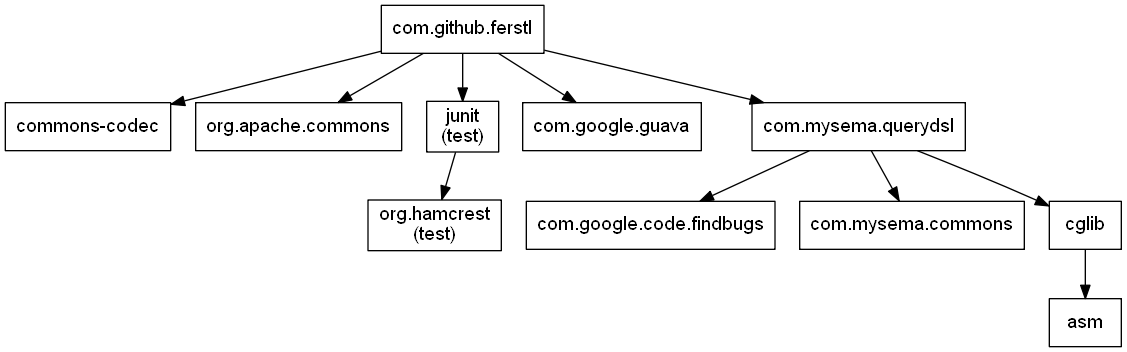 com.github.ferstl
commons-codec
org.apache.commons
junit
(test)
com.google.guava
com.mysema.querydsl
org.hamcrest
(test)
com.google.code.findbugs
com.mysema.commons
cglib
asm